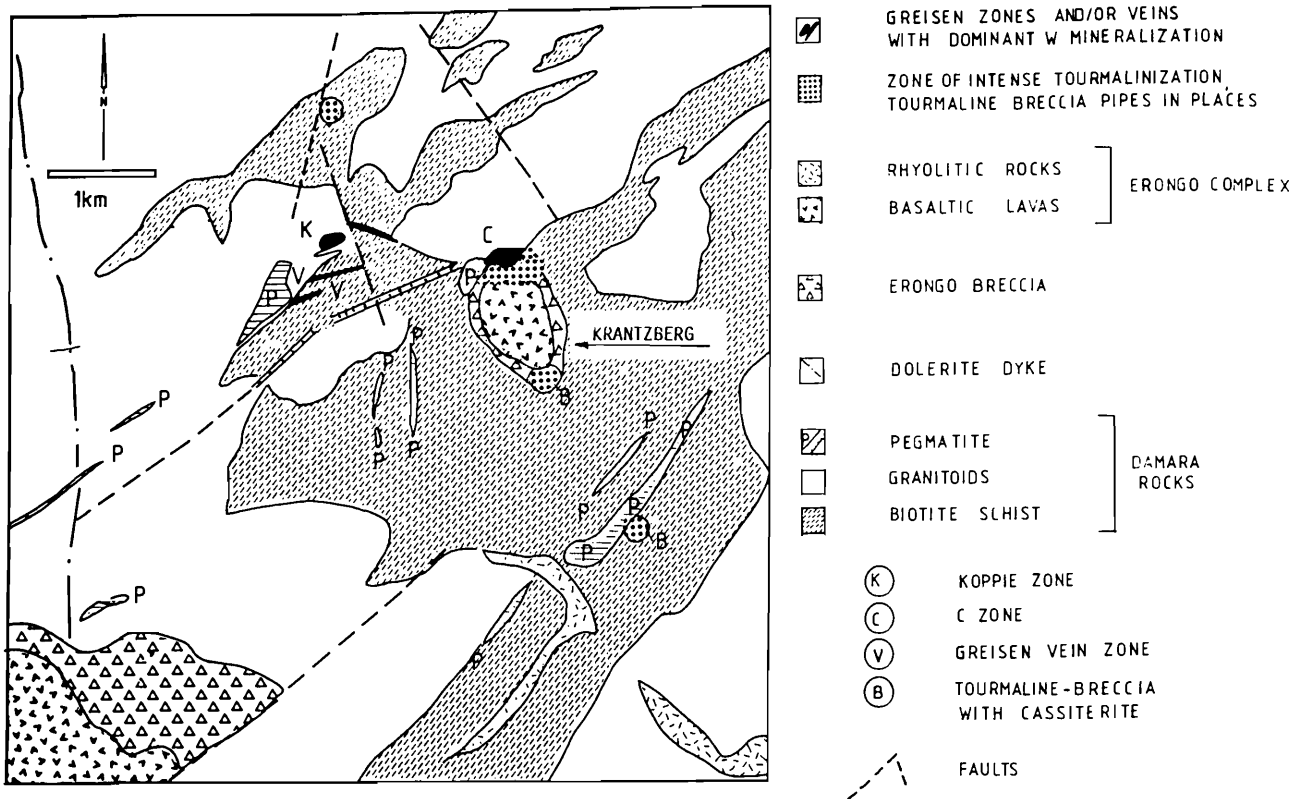 N
1km
K
C
V
V
P
P
KRANTZBERG
B
P
P
P
P
P
P
P
P
P
P
P
P
B
P
P
P
GREISEN ZONES AND/OR VEINS
WITH DOMINANT W MINERALIZATION
ZONE OF INTENSE TOURMALINIZATION,
TOURMALINE BRECCIA PIPES IN PLACES
RHYOLITIC ROCKS
BASALTIC LAVAS
ERONGO COMPLEX
ERONGO BRECCIA
DOLERITE DYKE
P
PEGMATITE
GRANITOIDS
BIOTITE SCHIST
DAMARA
ROCKS
K
KOPPIE ZONE
C
C ZONE
V
GREISEN VEIN ZONE
B
TOURMALINE-BRECCIA
WITH CASSITERITE
FAULTS